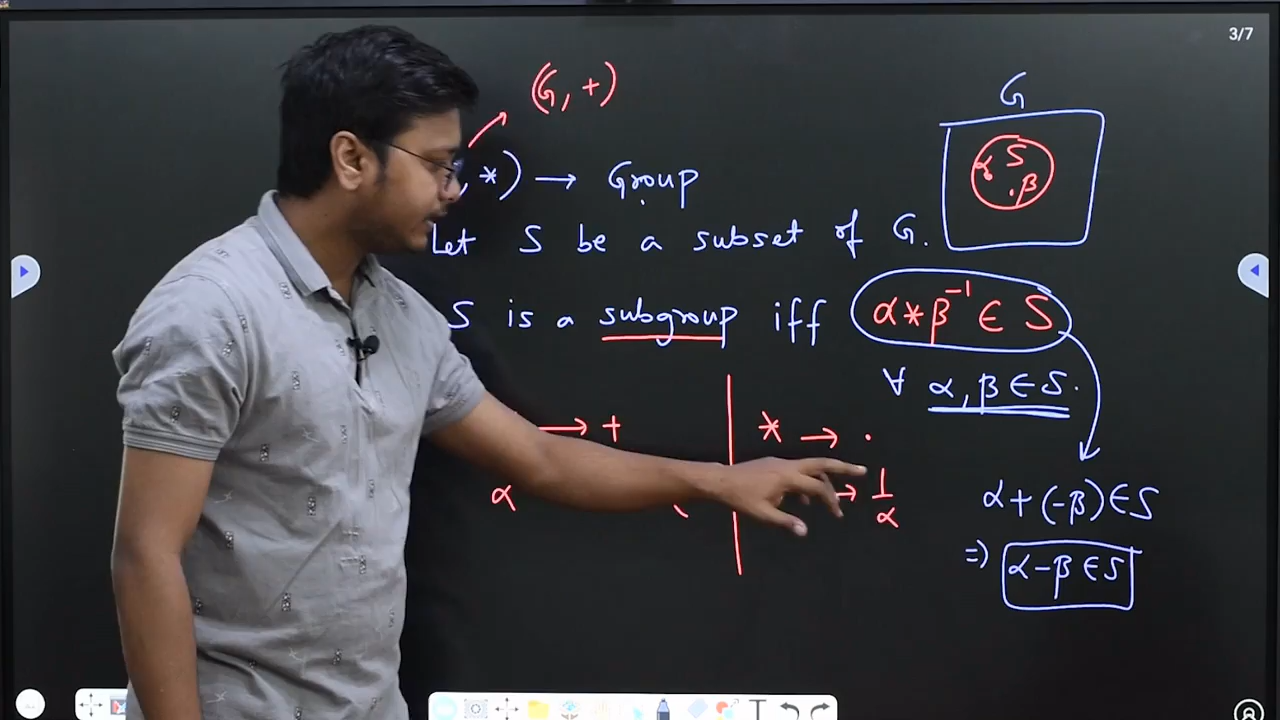 3/7
(G, +)
G
, *) → Group
S
α
. β
Let S be a subset of G.
S is a subgroup iff α * β⁻¹ ∈ S
∀ α, β ∈ S.
→ +
* → ·
α
→ 1/α
α + (-β) ∈ S
⇒ α - β ∈ S
T